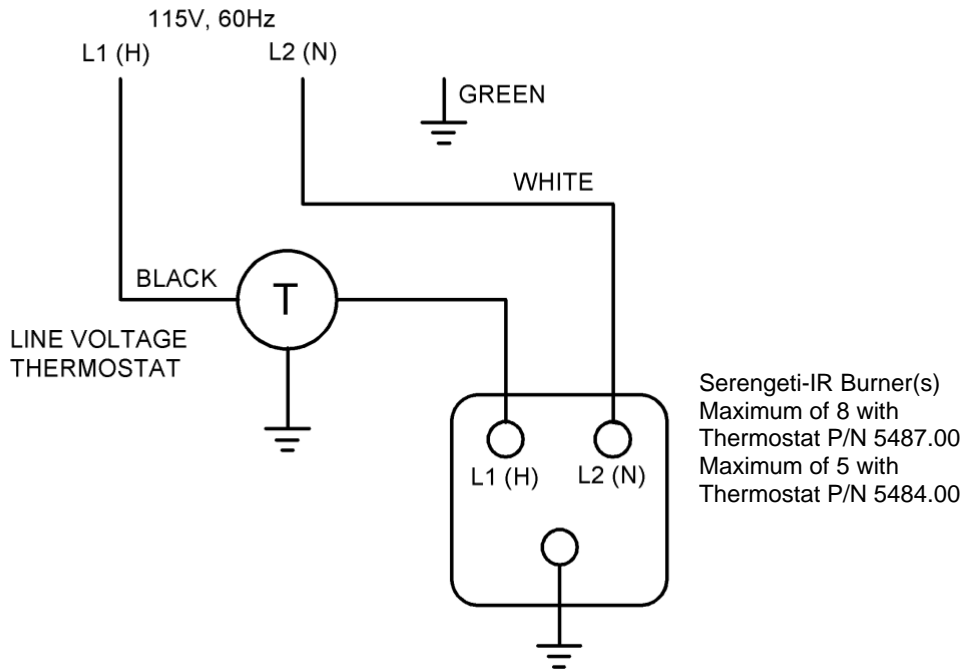 115V, 60Hz
L1 (H)
L2 (N)
GREEN
WHITE
BLACK
T
LINE VOLTAGE
THERMOSTAT
Serengeti-IR Burner(s)
Maximum of 8 with
Thermostat P/N 5487.00
Maximum of 5 with
Thermostat P/N 5484.00
L1 (H)
L2 (N)